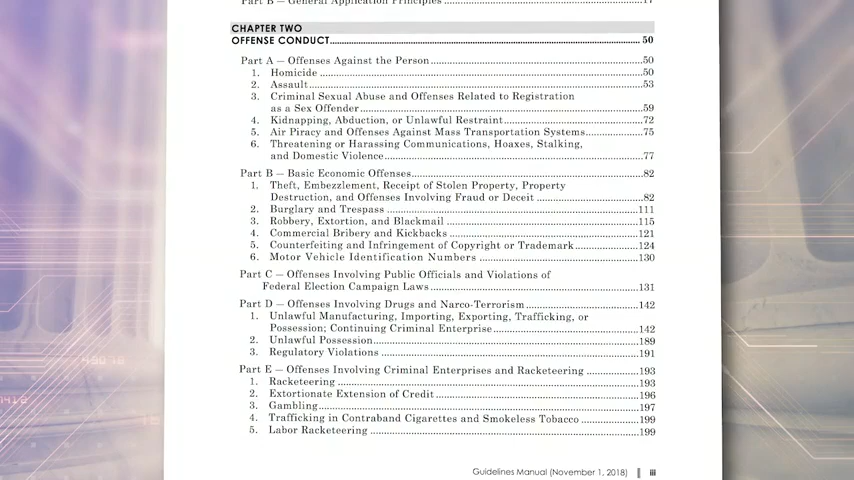 Part B — General Application Principles ........ 17
CHAPTER TWO
OFFENSE CONDUCT........ 50
Part A — Offenses Against the Person........50
1. Homicide ........50
2. Assault........53
3. Criminal Sexual Abuse and Offenses Related to Registration
as a Sex Offender........59
4. Kidnapping, Abduction, or Unlawful Restraint........72
5. Air Piracy and Offenses Against Mass Transportation Systems........75
6. Threatening or Harassing Communications, Hoaxes, Stalking,
and Domestic Violence........77
Part B — Basic Economic Offenses........82
1. Theft, Embezzlement, Receipt of Stolen Property, Property
Destruction, and Offenses Involving Fraud or Deceit ........82
2. Burglary and Trespass ........111
3. Robbery, Extortion, and Blackmail ........115
4. Commercial Bribery and Kickbacks ........121
5. Counterfeiting and Infringement of Copyright or Trademark........124
6. Motor Vehicle Identification Numbers ........130
Part C — Offenses Involving Public Officials and Violations of
Federal Election Campaign Laws........131
Part D — Offenses Involving Drugs and Narco-Terrorism........142
1. Unlawful Manufacturing, Importing, Exporting, Trafficking, or
Possession; Continuing Criminal Enterprise........142
2. Unlawful Possession........189
3. Regulatory Violations ........191
Part E — Offenses Involving Criminal Enterprises and Racketeering ........193
1. Racketeering ........193
2. Extortionate Extension of Credit ........196
3. Gambling........197
4. Trafficking in Contraband Cigarettes and Smokeless Tobacco ........199
5. Labor Racketeering ........199
Guidelines Manual (November 1, 2018) ‖ iii